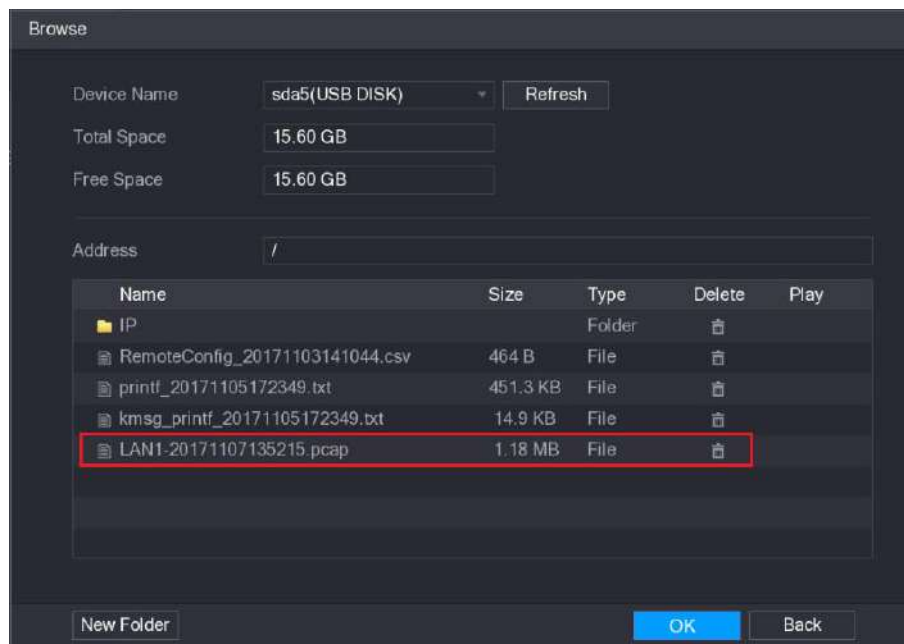 Browse
Device Name sda5(USB DISK) Refresh
Total Space 15.60 GB
Free Space 15.60 GB
Address /
Name Size Type Delete Play
IP Folder
RemoteConfig_20171103141044.csv 464 B File
printf_20171105172349.txt 451.3 KB File
kmsg_printf_20171105172349.txt 14.9 KB File
LAN1-20171107135215.pcap 1.18 MB File
New Folder OK Back